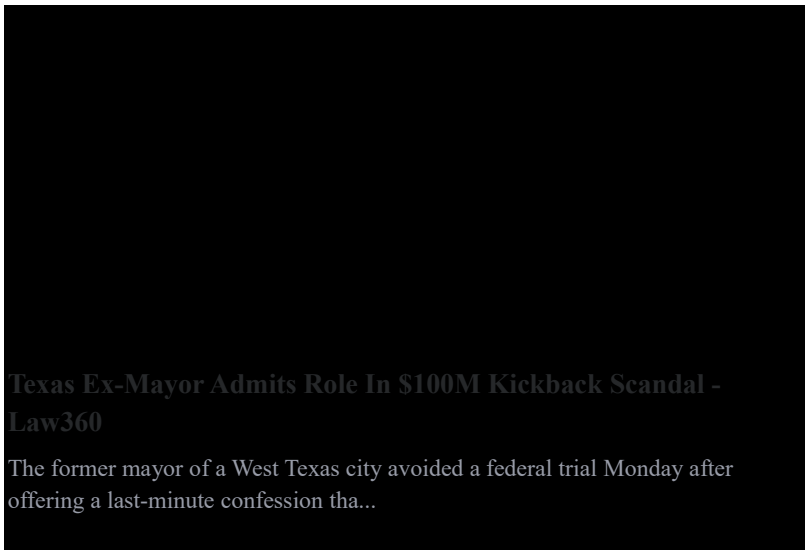 Texas Ex-Mayor Admits Role In $100M Kickback Scandal -
Law360
The former mayor of a West Texas city avoided a federal trial Monday after
offering a last-minute confession tha...